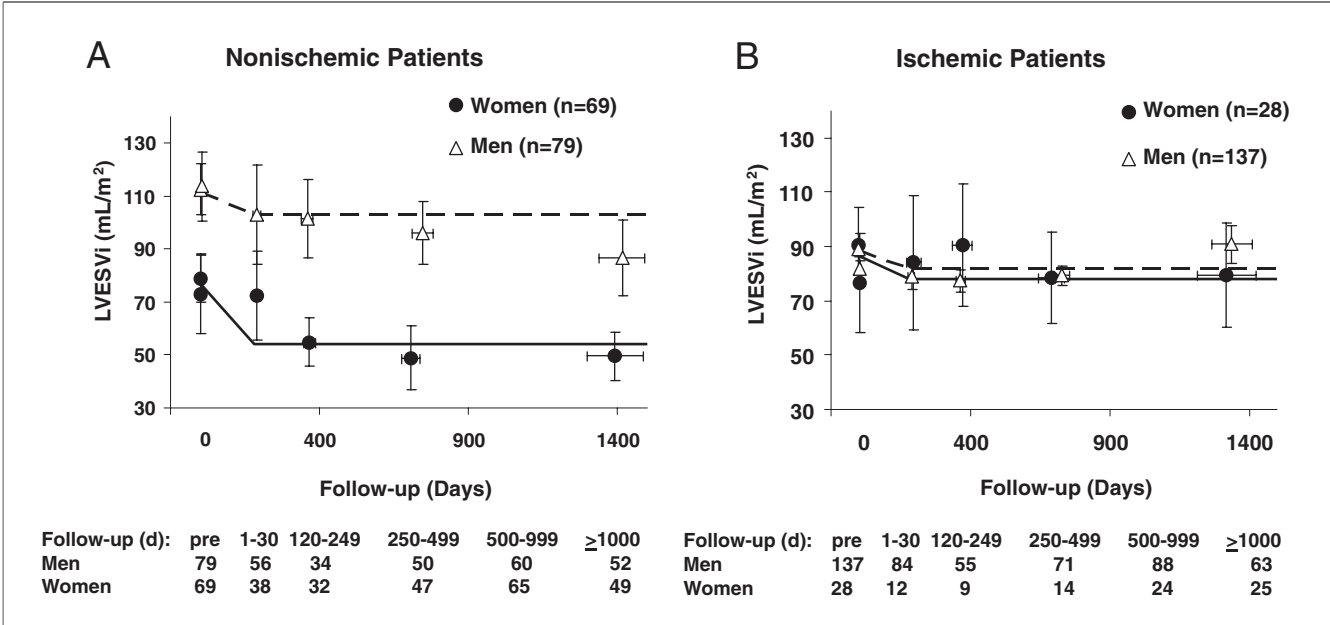 A Nonischemic Patients
Women (n=69)
Men (n=79)
LVESVi (mL/m²)
130
110
90
70
50
30
0 400 900 1400
Follow-up (Days)
Follow-up (d): pre 1-30 120-249 250-499 500-999 ≥1000
Men 79 56 34 50 60 52
Women 69 38 32 47 65 49
B Ischemic Patients
Women (n=28)
Men (n=137)
LVESVi (mL/m²)
130
110
90
70
50
30
0 400 900 1400
Follow-up (Days)
Follow-up (d): pre 1-30 120-249 250-499 500-999 ≥1000
Men 137 84 55 71 88 63
Women 28 12 9 14 24 25